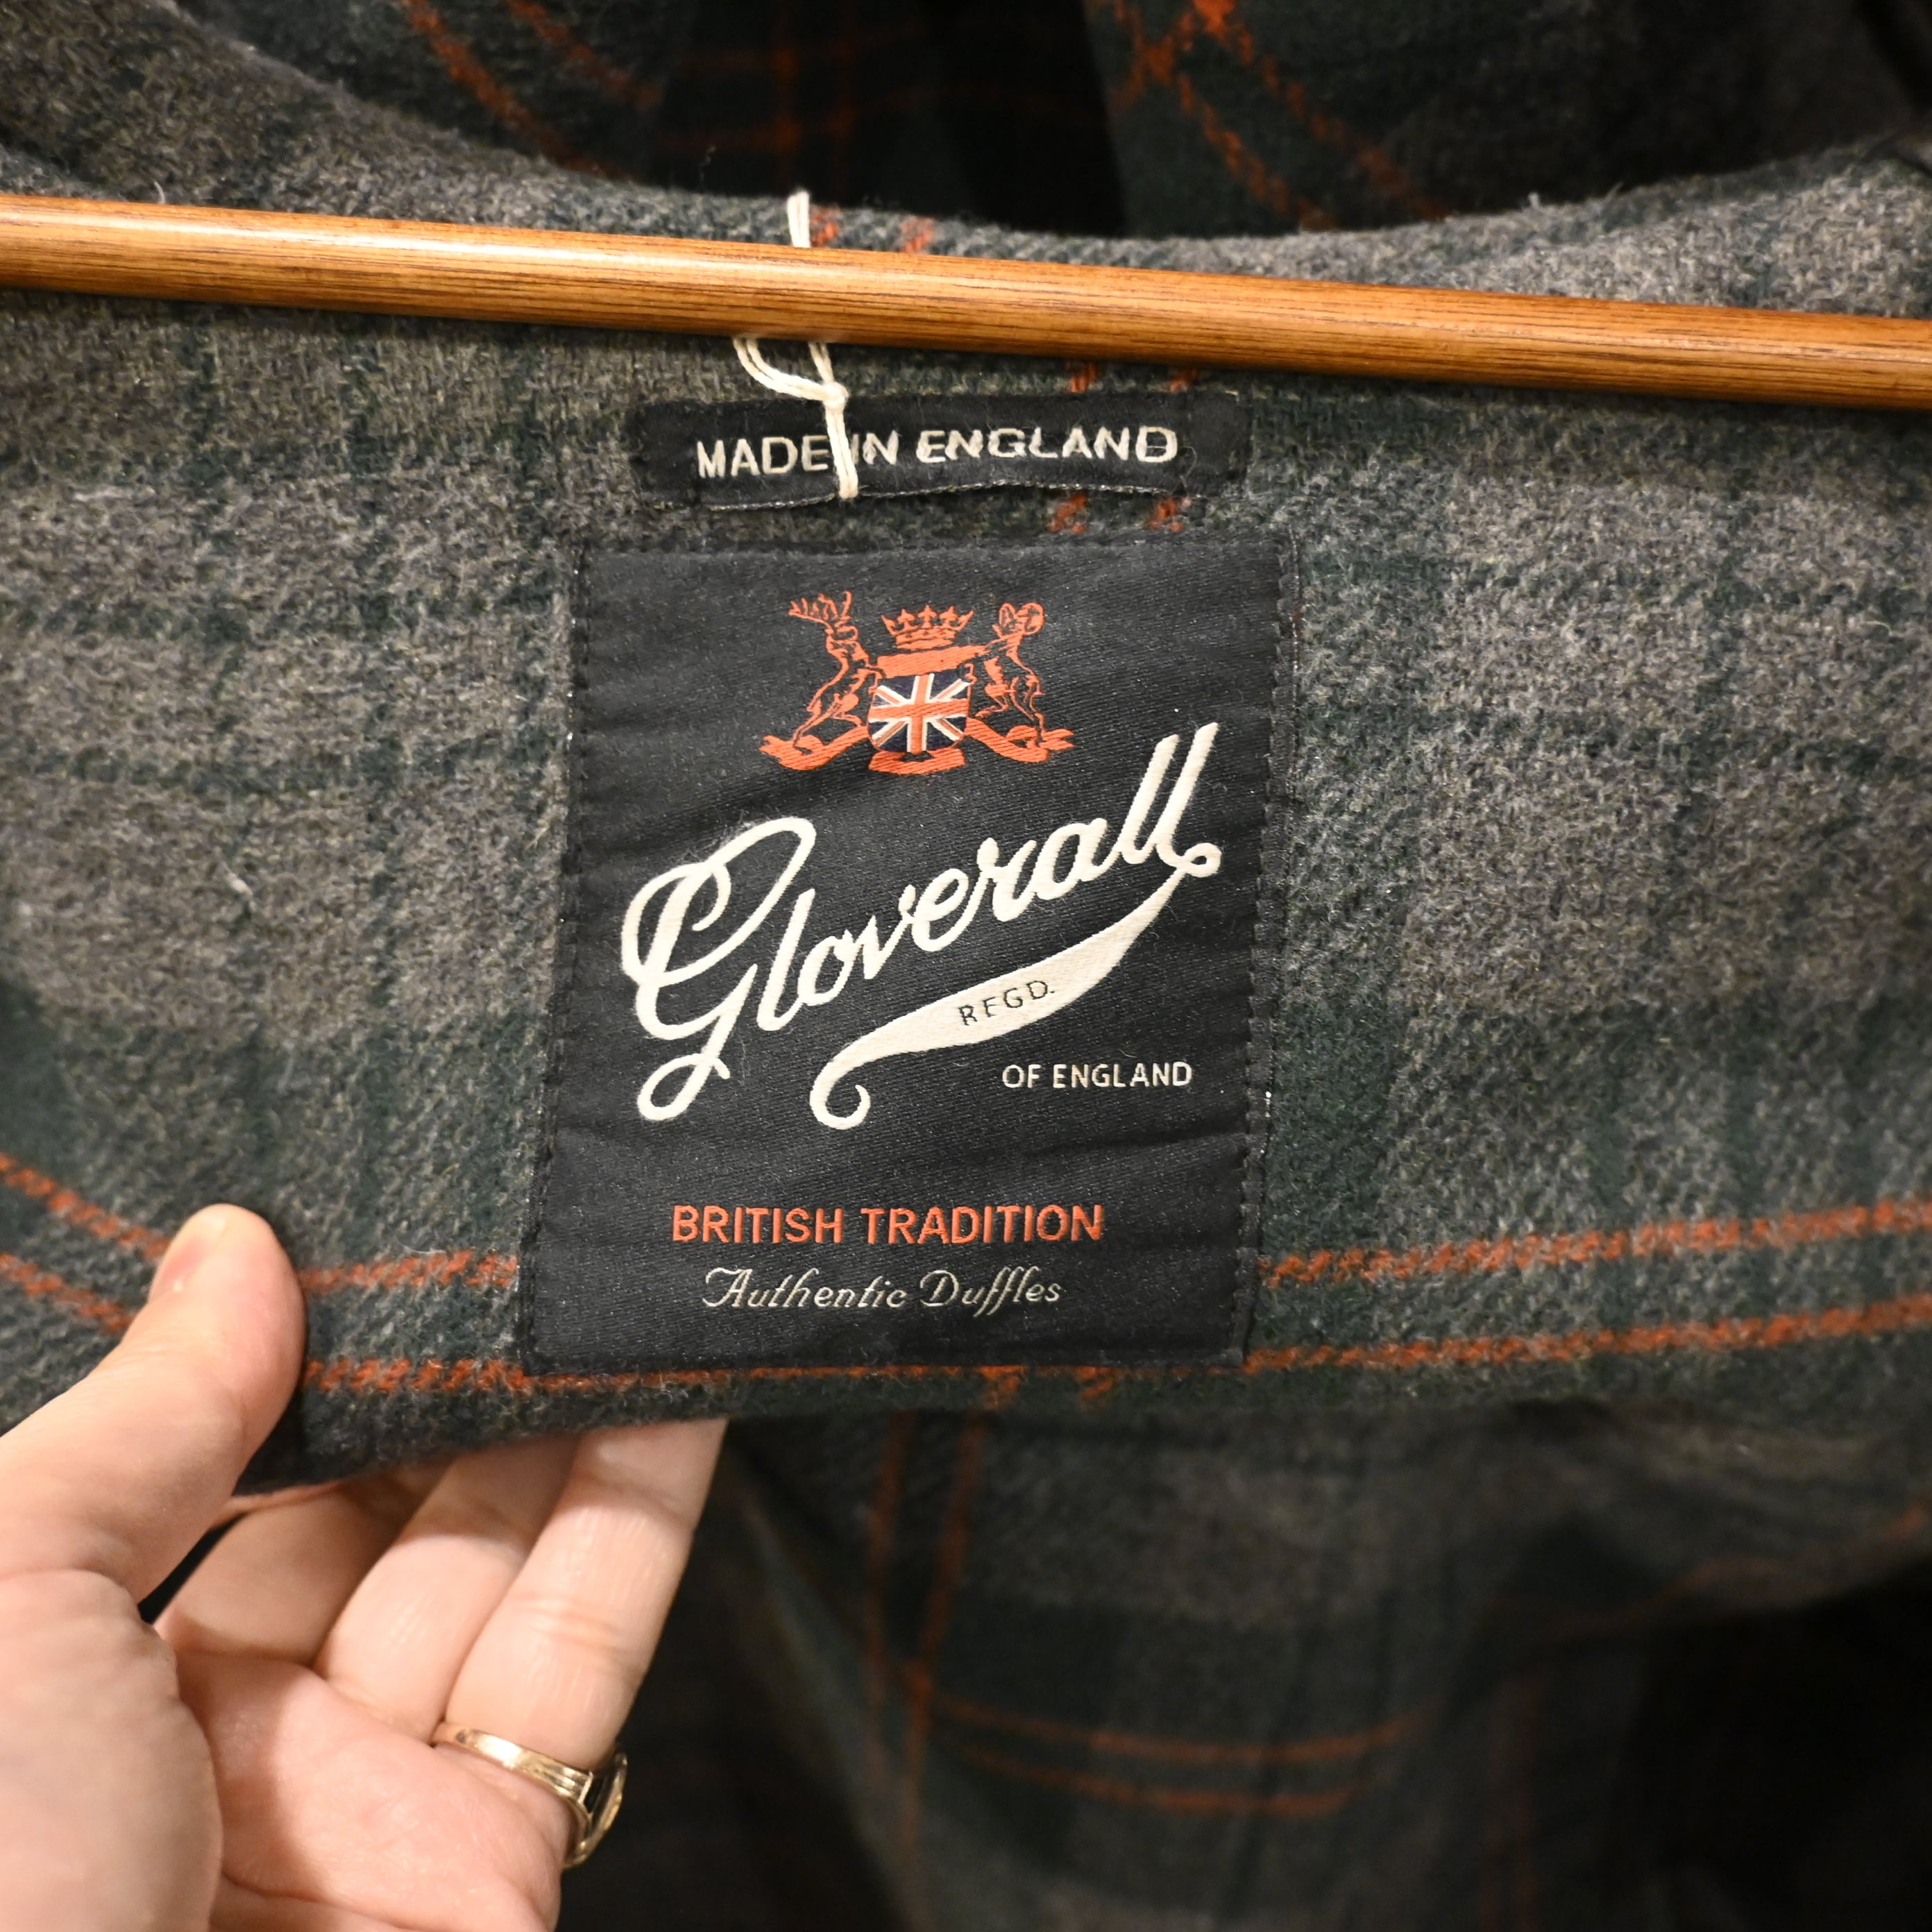 MADE IN ENGLAND
Gloverall
REGD.
OF ENGLAND
BRITISH TRADITION
Authentic Duffles